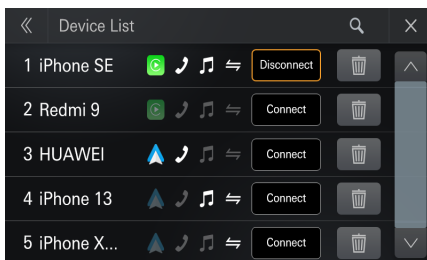 Device List
1 iPhone SE Disconnect
2 Redmi 9 Connect
3 HUAWEI Connect
4 iPhone 13 Connect
5 iPhone X... Connect